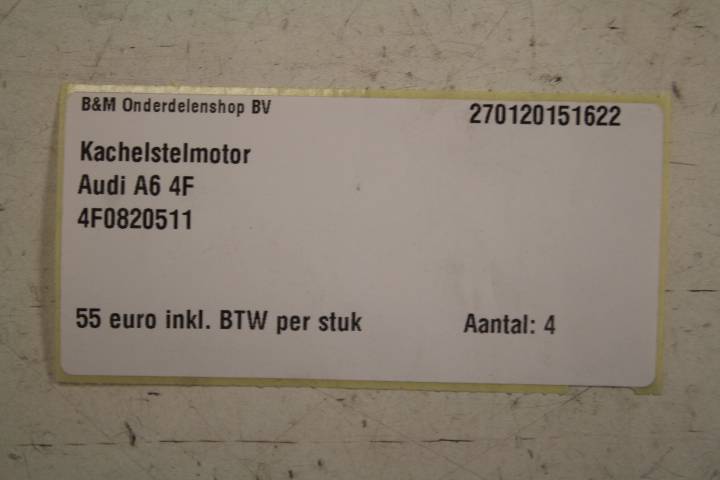 B&M Onderdelenshop BV
270120151622
Kachelstelmotor
Audi A6 4F
4F0820511
55 euro inkl. BTW per stuk
Aantal: 4